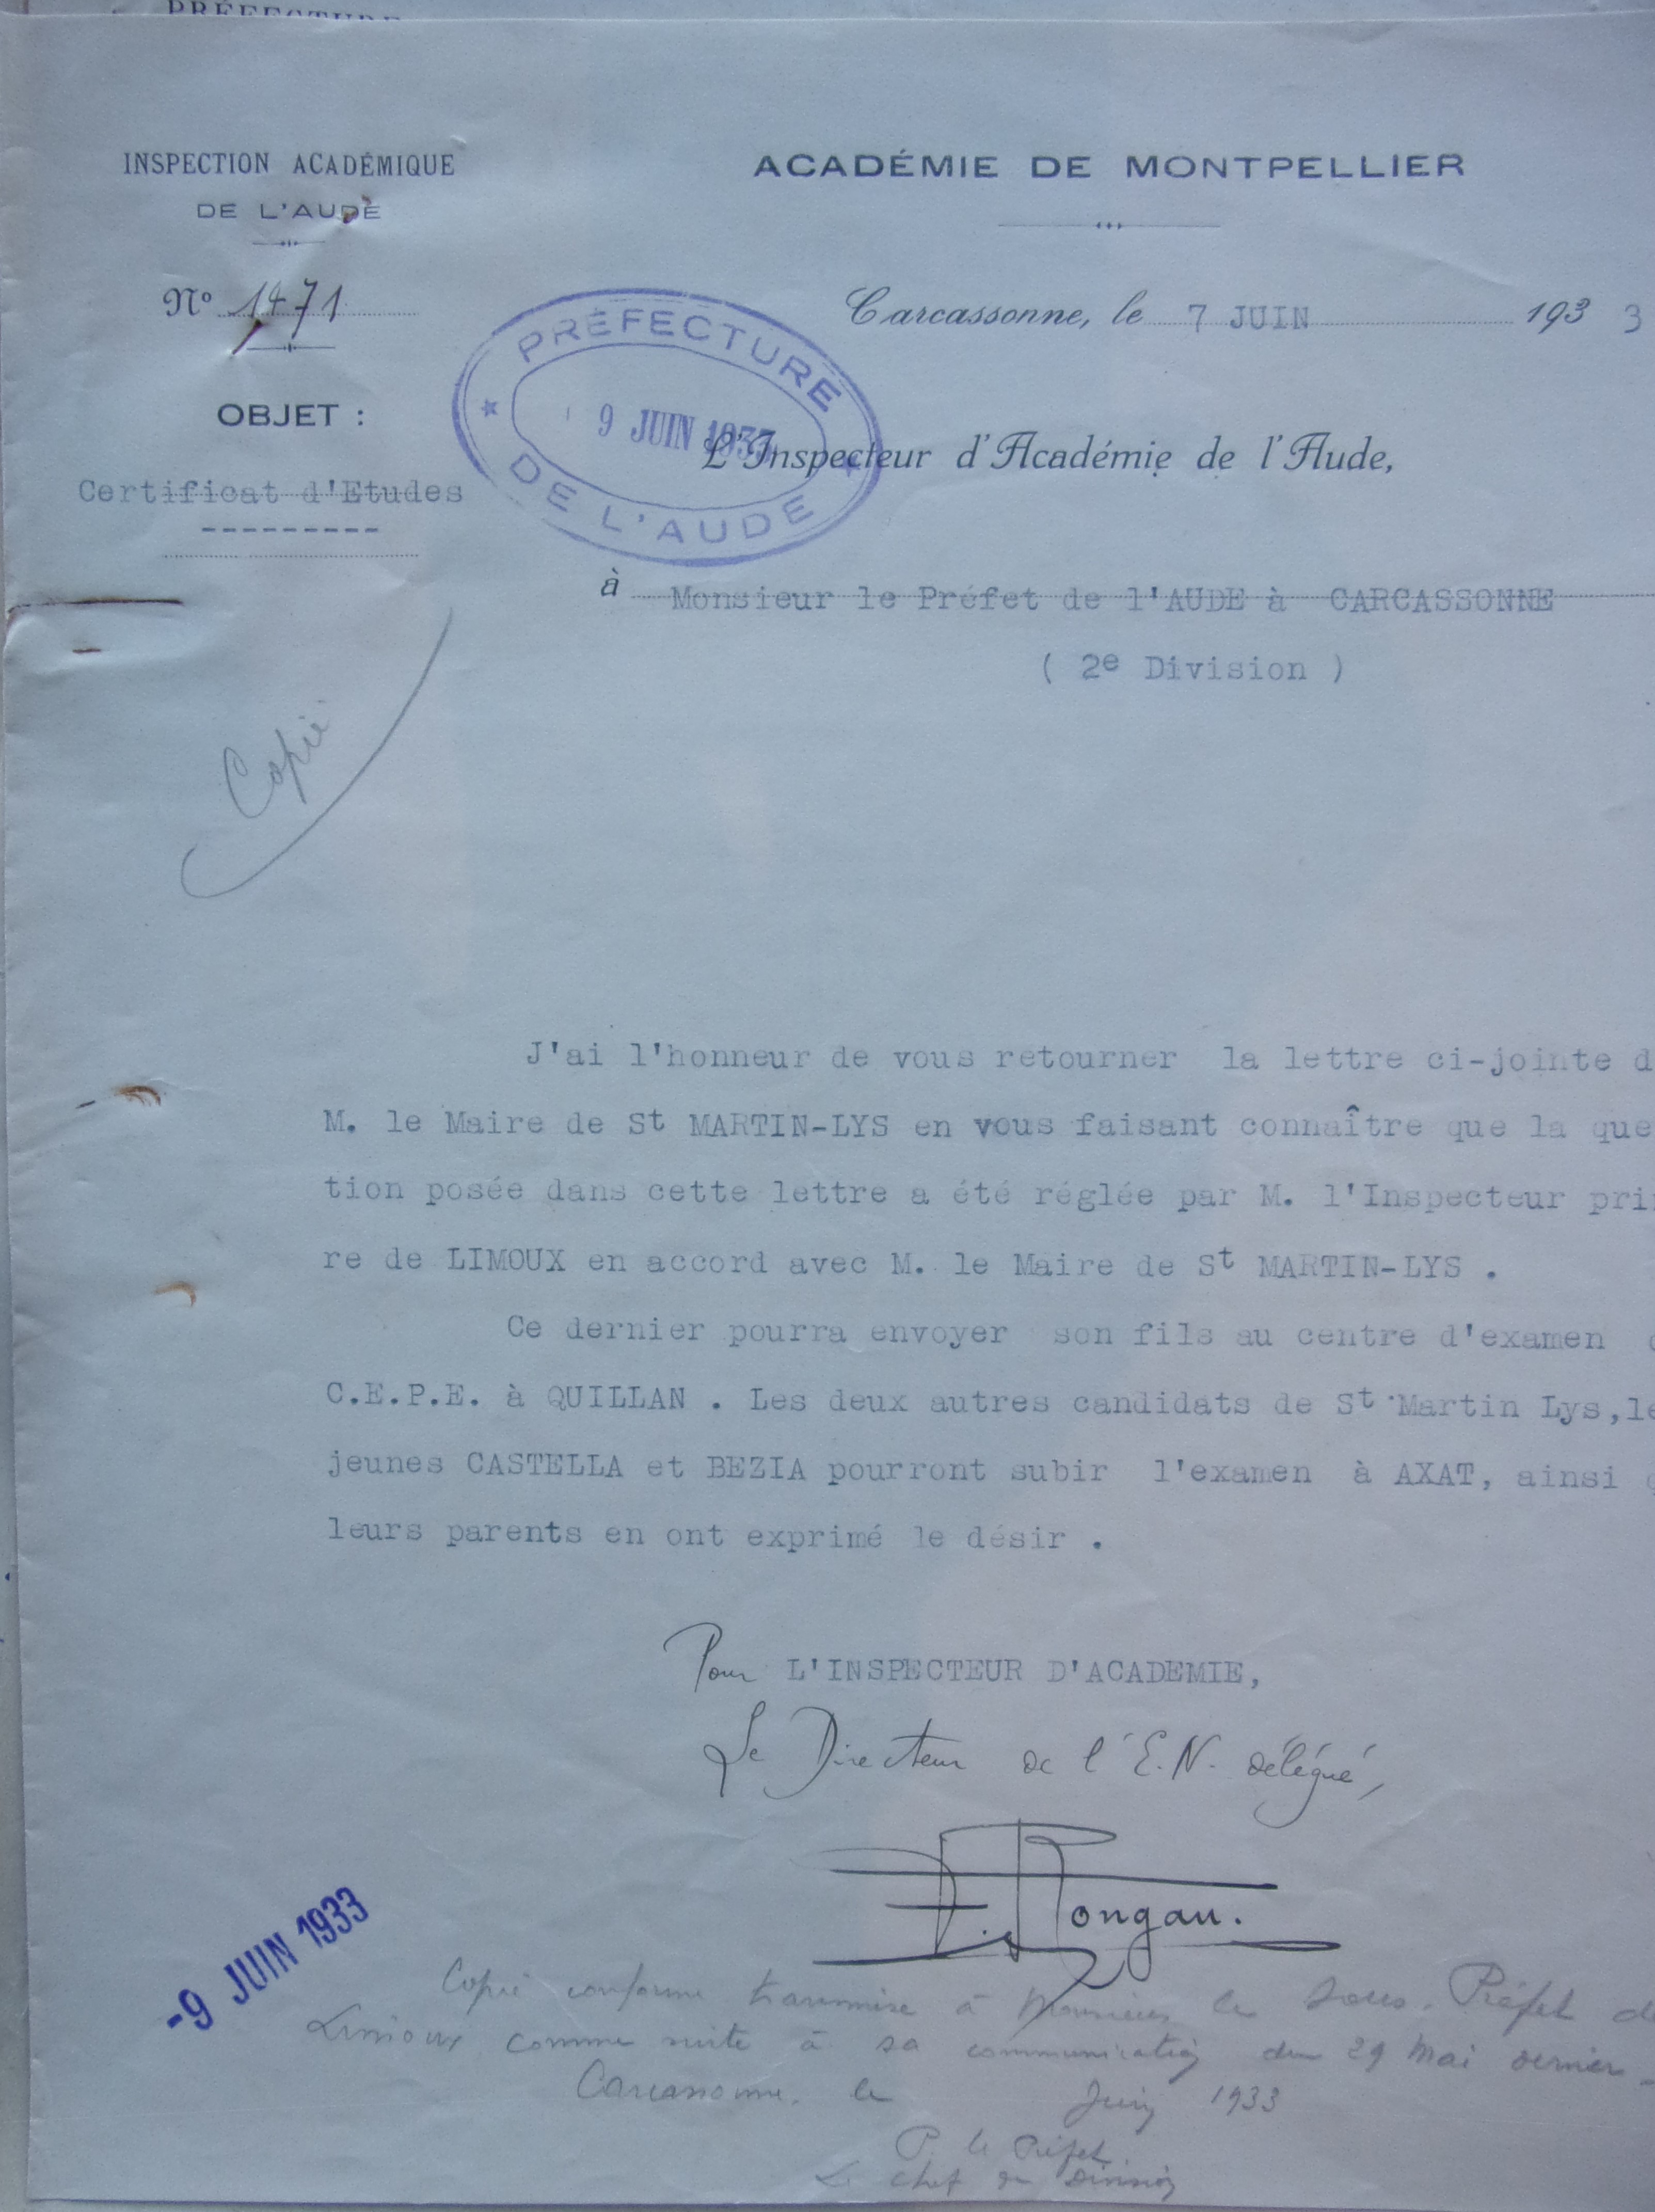 PRÉFECTURE
INSPECTION ACADÉMIQUE
DE L'AUDE
ACADÉMIE DE MONTPELLIER
No 1471
Carcassonne, le 7 JUIN 193 3
PRÉFECTURE
DE L'AUDE
9 JUIN 1933
OBJET :
Certificat d'Etudes
---------
L'Inspecteur d'Académie de l'Aude,
à Monsieur le Préfet de l'AUDE à CARCASSONNE
( 2e Division )
Copié
J'ai l'honneur de vous retourner la lettre ci-jointe d
M. le Maire de St MARTIN-LYS en vous faisant connaître que la que
tion posée dans cette lettre a été réglée par M. l'Inspecteur pri
re de LIMOUX en accord avec M. le Maire de St MARTIN-LYS .
Ce dernier pourra envoyer son fils au centre d'examen
C.E.P.E. à QUILLAN . Les deux autres candidats de St Martin Lys, le
jeunes CASTELLA et BEZIA pourront subir l'examen à AXAT, ainsi
leurs parents en ont exprimé le désir .
Pour L'INSPECTEUR D'ACADEMIE,
Le Directeur de l'E.N. délégué,
-9 JUIN 1933
Copie conforme transmise à Monsieur le Sous-Préfet de
Limoux comme suite à sa communication du 29 Mai dernier -
Carcassonne, le Juin 1933
P. le Préfet
Le chef de Division